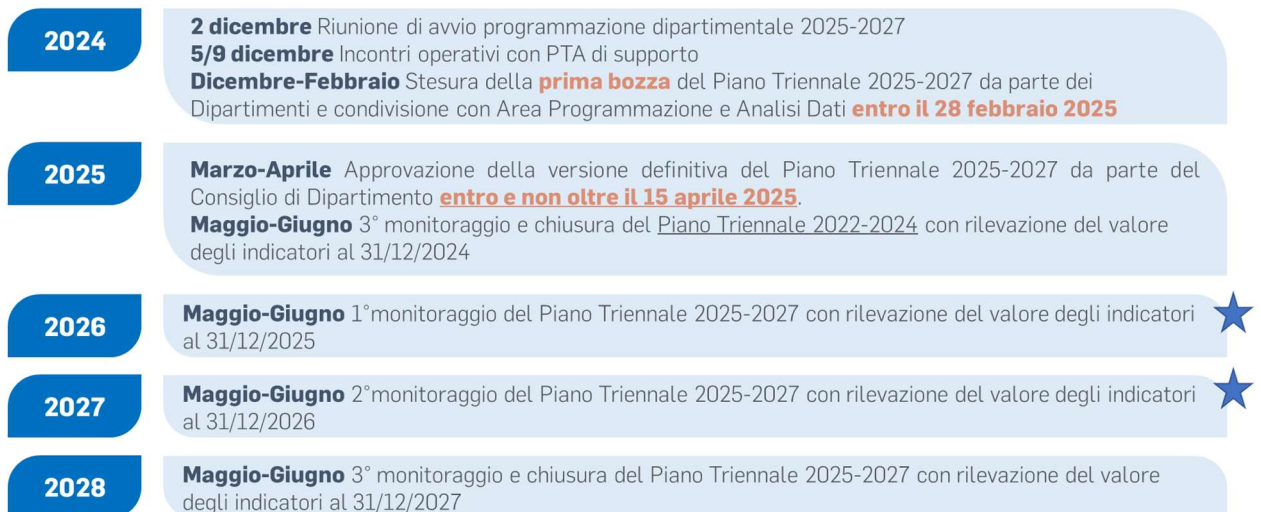 2024
2 dicembre Riunione di avvio programmazione dipartimentale 2025-2027
5/9 dicembre Incontri operativi con PTA di supporto
Dicembre-Febbraio Stesura della prima bozza del Piano Triennale 2025-2027 da parte dei
Dipartimenti e condivisione con Area Programmazione e Analisi Dati entro il 28 febbraio 2025
2025
Marzo-Aprile Approvazione della versione definitiva del Piano Triennale 2025-2027 da parte del
Consiglio di Dipartimento entro e non oltre il 15 aprile 2025.
Maggio-Giugno 3° monitoraggio e chiusura del Piano Triennale 2022-2024 con rilevazione del valore
degli indicatori al 31/12/2024
2026
Maggio-Giugno 1°monitoraggio del Piano Triennale 2025-2027 con rilevazione del valore degli indicatori
al 31/12/2025
2027
Maggio-Giugno 2°monitoraggio del Piano Triennale 2025-2027 con rilevazione del valore degli indicatori
al 31/12/2026
2028
Maggio-Giugno 3° monitoraggio e chiusura del Piano Triennale 2025-2027 con rilevazione del valore
degli indicatori al 31/12/2027